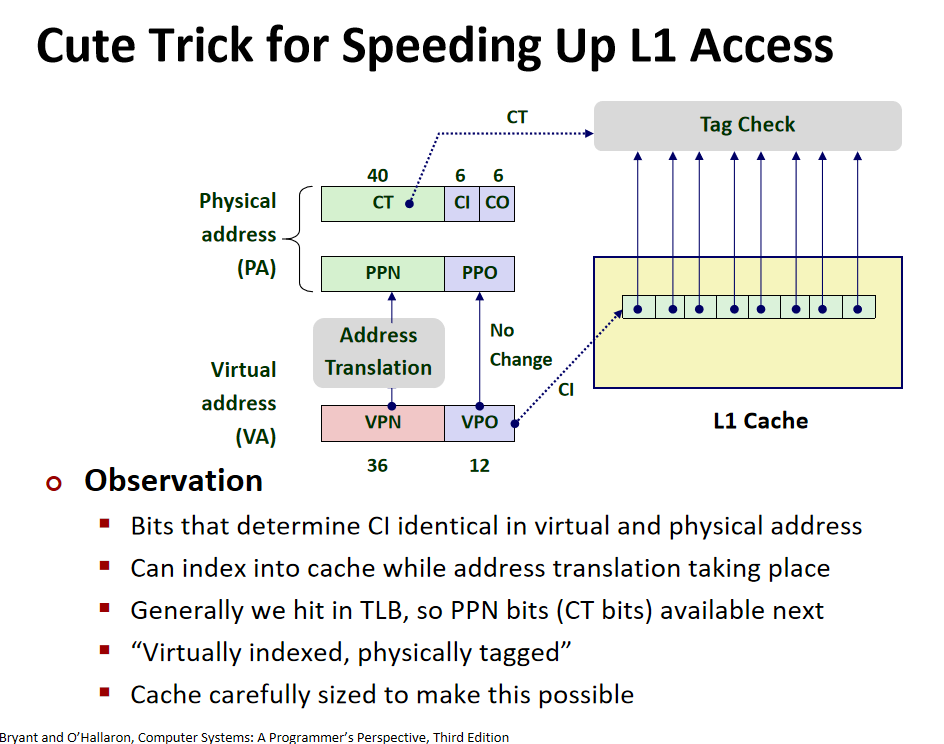 Cute Trick for Speeding Up L1 Access
CT
Tag Check
40 6 6
Physical
address
(PA)
CT CI CO
PPN PPO
Address
Translation
No
Change
CI
Virtual
address
(VA)
VPN VPO
36 12
L1 Cache
Observation
Bits that determine CI identical in virtual and physical address
Can index into cache while address translation taking place
Generally we hit in TLB, so PPN bits (CT bits) available next
“Virtually indexed, physically tagged”
Cache carefully sized to make this possible
Bryant and O’Hallaron, Computer Systems: A Programmer’s Perspective, Third Edition